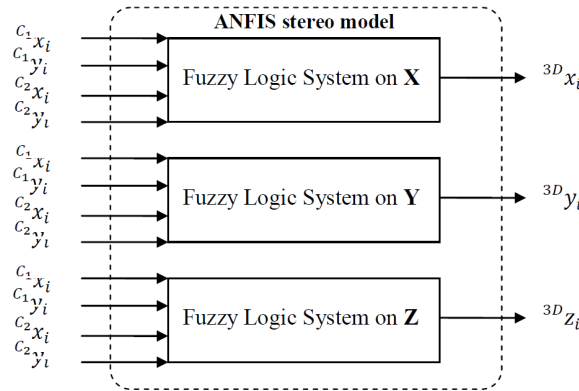 ANFIS stereo model
C₁xᵢ
C₁yᵢ
C₂xᵢ
C₂yᵢ
Fuzzy Logic System on X
³ᴰxᵢ
C₁xᵢ
C₁yᵢ
C₂xᵢ
C₂yᵢ
Fuzzy Logic System on Y
³ᴰyᵢ
C₁xᵢ
C₁yᵢ
C₂xᵢ
C₂yᵢ
Fuzzy Logic System on Z
³ᴰzᵢ